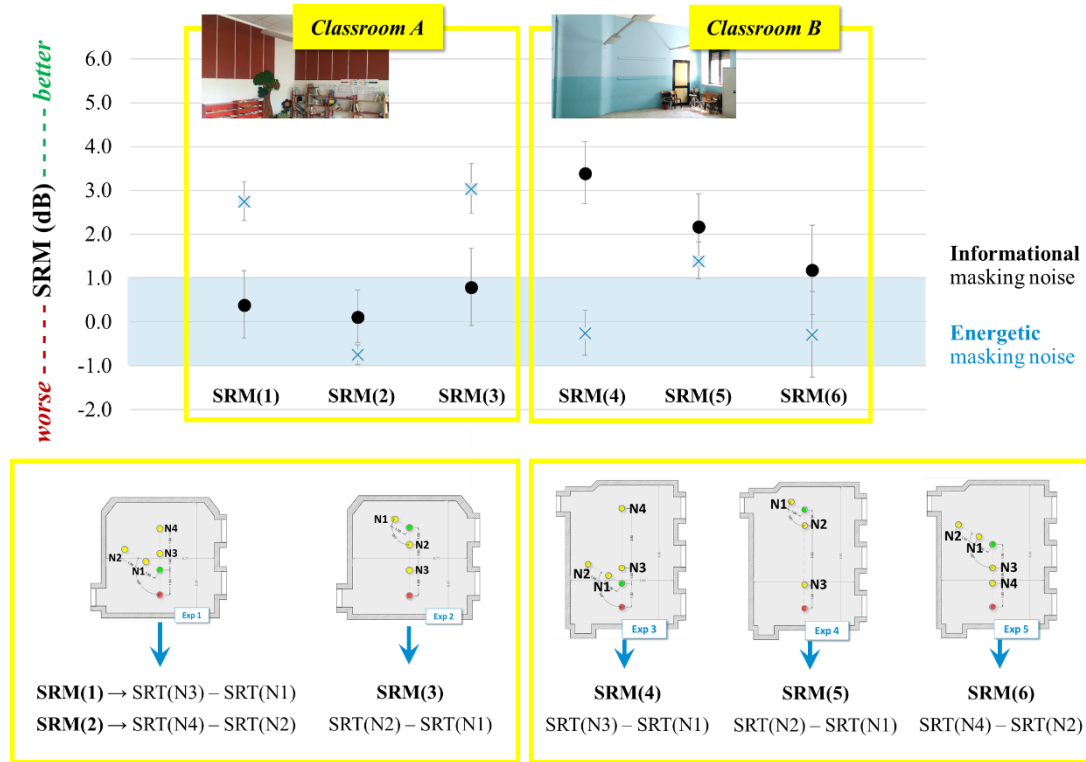 Classroom A
Classroom B
worse - - - - - SRM (dB) - - - - - better
6.0
5.0
4.0
3.0
2.0
1.0
0.0
-1.0
-2.0
SRM(1)
SRM(2)
SRM(3)
SRM(4)
SRM(5)
SRM(6)
Informational
masking noise
Energetic
masking noise
N4
N3
N2
N1
Exp 1
N1
N2
N3
Exp 2
N4
N3
N2
N1
Exp 3
N1
N2
N3
Exp 4
N2
N1
N3
N4
Exp 5
SRM(1) → SRT(N3) – SRT(N1)
SRM(2) → SRT(N4) – SRT(N2)
SRM(3)
SRT(N2) – SRT(N1)
SRM(4)
SRT(N3) – SRT(N1)
SRM(5)
SRT(N2) – SRT(N1)
SRM(6)
SRT(N4) – SRT(N2)